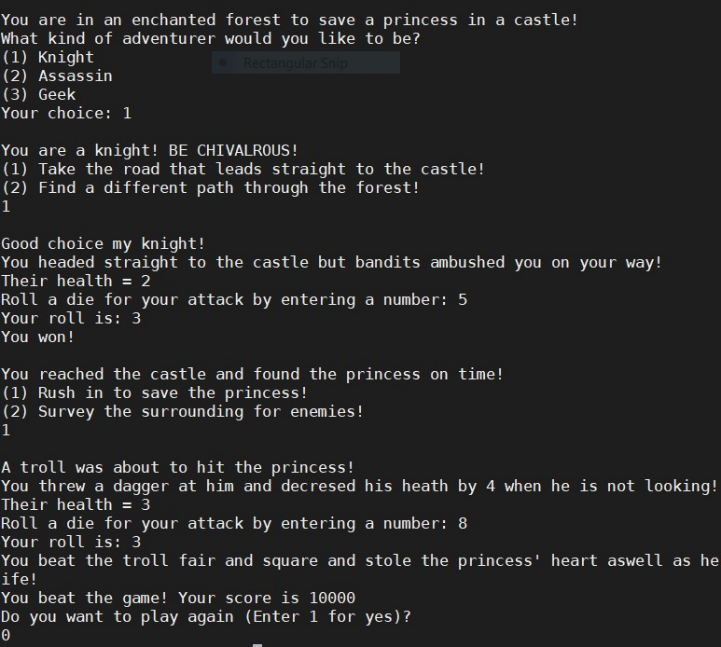 You are in an enchanted forest to save a princess in a castle!
What kind of adventurer would you like to be?
(1) Knight
Rectangular Snip
(2) Assassin
(3) Geek
Your choice: 1
You are a knight! BE CHIVALROUS!
(1) Take the road that leads straight to the castle!
(2) Find a different path through the forest!
1
Good choice my knight!
You headed straight to the castle but bandits ambushed you on your way!
Their health = 2
Roll a die for your attack by entering a number: 5
Your roll is: 3
You won!
You reached the castle and found the princess on time!
(1) Rush in to save the princess!
(2) Survey the surrounding for enemies!
1
A troll was about to hit the princess!
You threw a dagger at him and decresed his heath by 4 when he is not looking!
Their health = 3
Roll a die for your attack by entering a number: 8
Your roll is: 3
You beat the troll fair and square and stole the princess' heart aswell as he
ife!
You beat the game! Your score is 10000
Do you want to play again (Enter 1 for yes)?
0